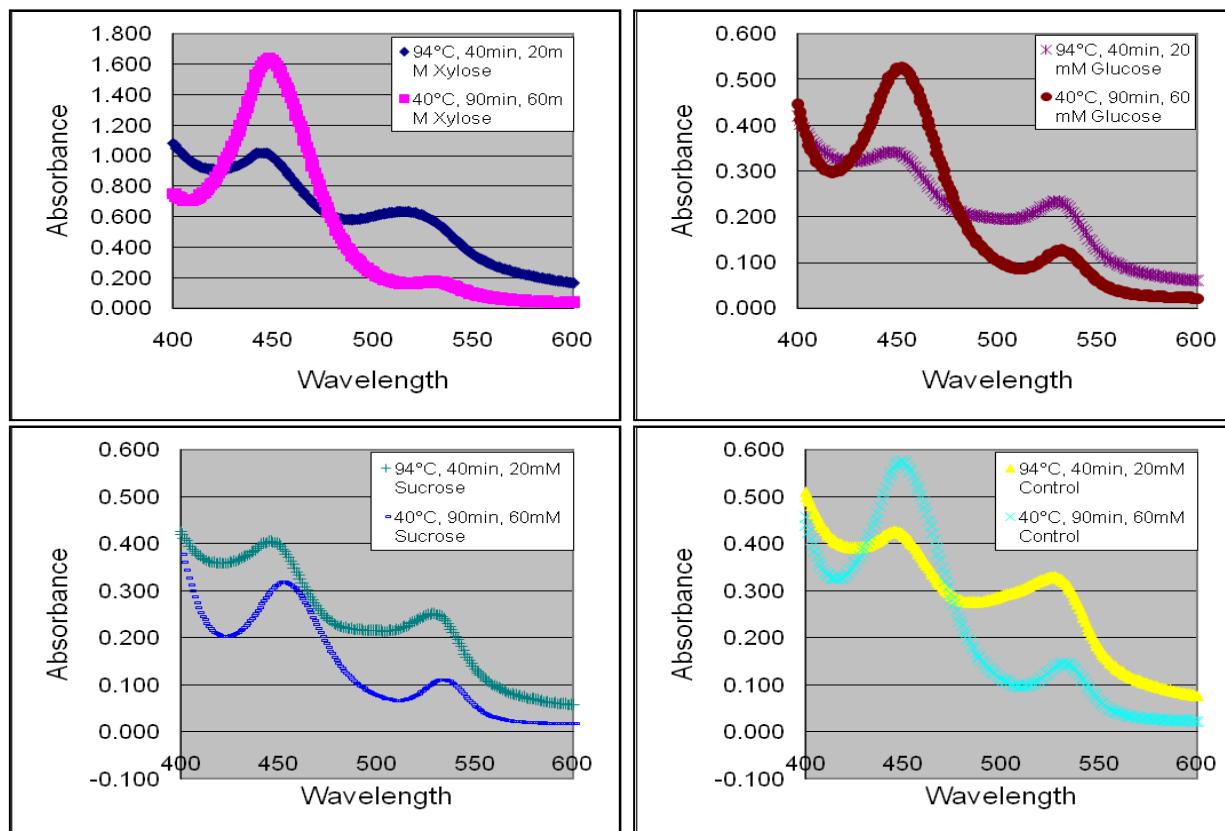 1.800
1.600
1.400
1.200
1.000
0.800
0.600
0.400
0.200
0.000
400 450 500 550 600
Wavelength
Absorbance
94°C, 40min, 20m
M Xylose
40°C, 90min, 60m
M Xylose
0.600
0.500
0.400
0.300
0.200
0.100
0.000
400 450 500 550 600
Wavelength
Absorbance
94°C, 40min, 20
mM Glucose
40°C, 90min, 60
mM Glucose
0.600
0.500
0.400
0.300
0.200
0.100
0.000
-0.100
400 450 500 550 600
Wavelength
Absorbance
94°C, 40min, 20mM
Sucrose
40°C, 90min, 60mM
Sucrose
0.600
0.500
0.400
0.300
0.200
0.100
0.000
-0.100
400 450 500 550 600
Wavelength
Absorbance
94°C, 40min, 20mM
Control
40°C, 90min, 60mM
Control